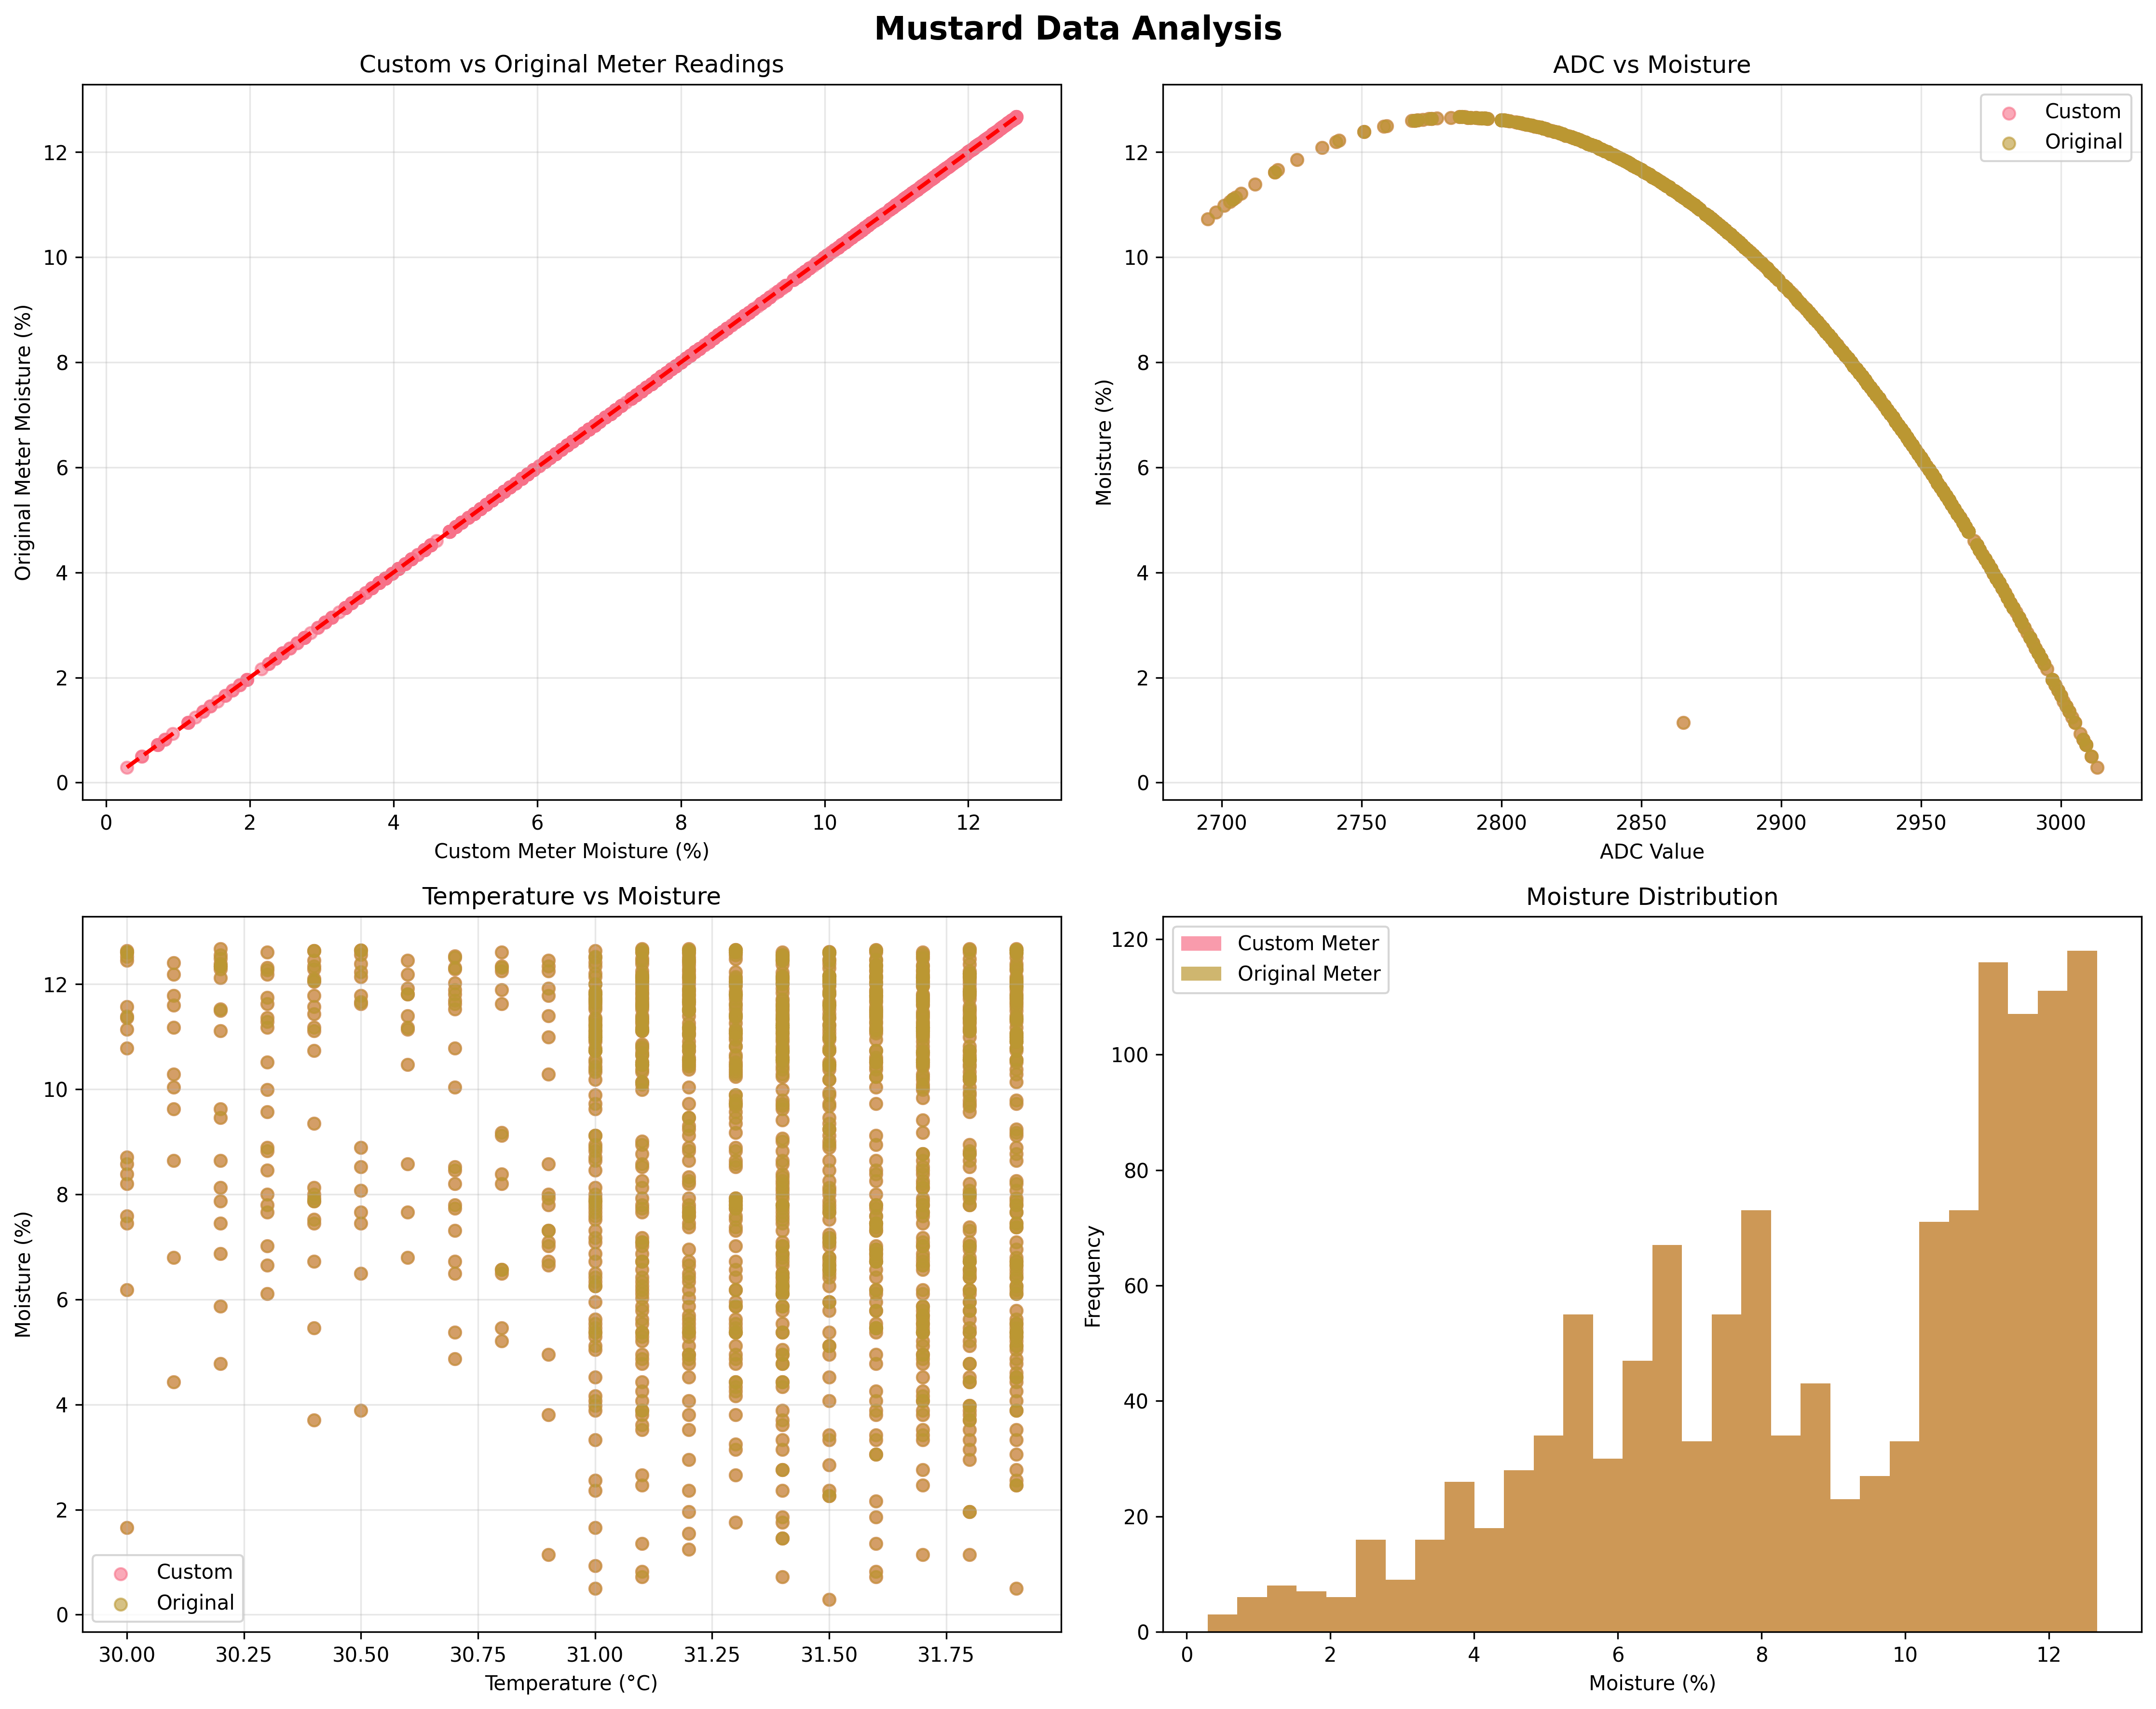 Mustard Data Analysis
Custom vs Original Meter Readings
Original Meter Moisture (%)
12
10
8
6
4
2
0
0 2 4 6 8 10 12
Custom Meter Moisture (%)
ADC vs Moisture
Custom
Original
Moisture (%)
12
10
8
6
4
2
0
2700 2750 2800 2850 2900 2950 3000
ADC Value
Temperature vs Moisture
Moisture (%)
12
10
8
6
4
2
0
Custom
Original
30.00 30.25 30.50 30.75 31.00 31.25 31.50 31.75
Temperature (°C)
Moisture Distribution
Custom Meter
Original Meter
Frequency
120
100
80
60
40
20
0
0 2 4 6 8 10 12
Moisture (%)